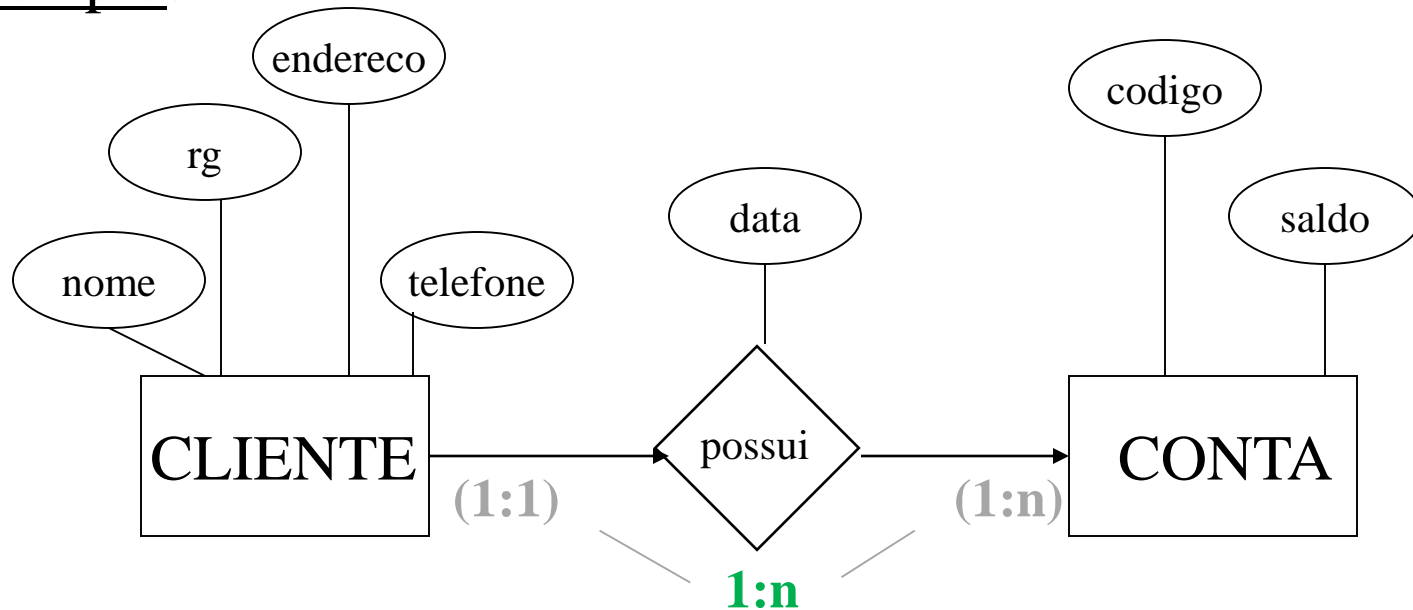 endereco
codigo
rg
data
saldo
nome
telefone
CLIENTE
possui
CONTA
(1:1)
(1:n)
1:n